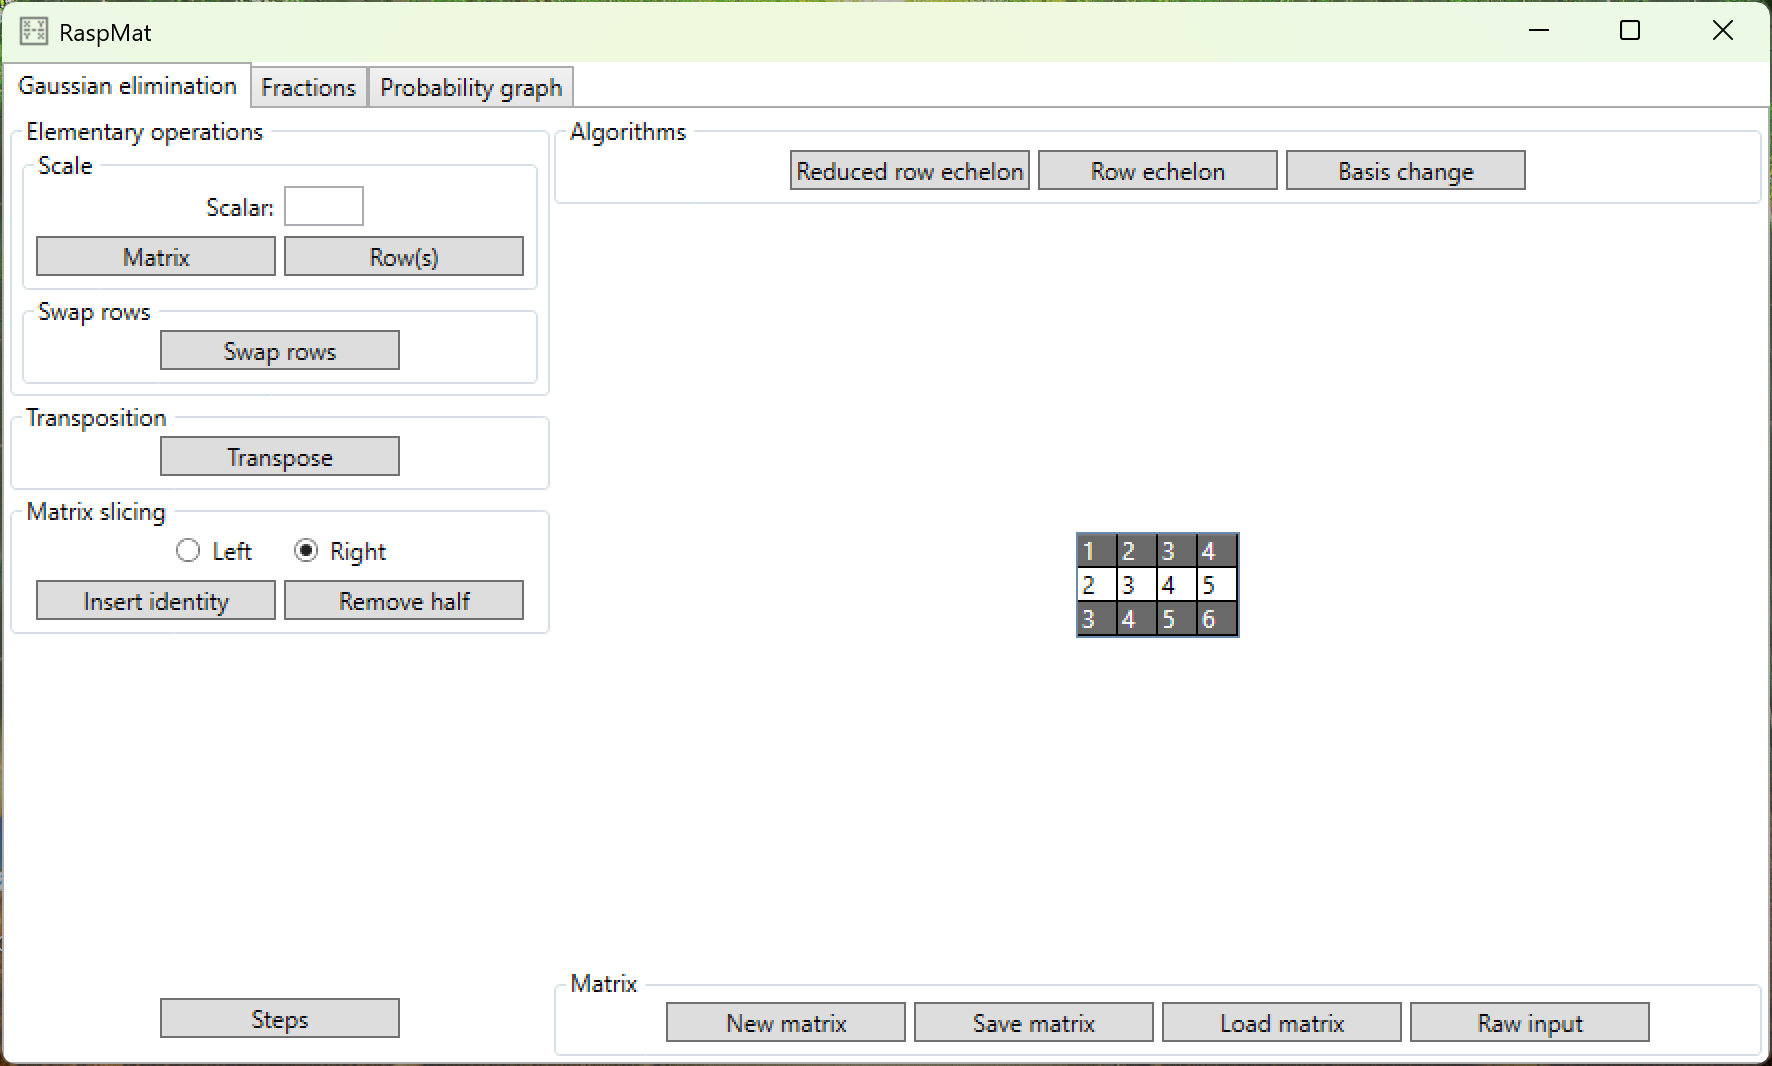 RaspMat
Gaussian elimination
Fractions
Probability graph
Elementary operations
Scale
Scalar:
Matrix
Row(s)
Swap rows
Swap rows
Transposition
Transpose
Matrix slicing
Left
Right
Insert identity
Remove half
Steps
Algorithms
Reduced row echelon
Row echelon
Basis change
1 2 3 4
2 3 4 5
3 4 5 6
Matrix
New matrix
Save matrix
Load matrix
Raw input